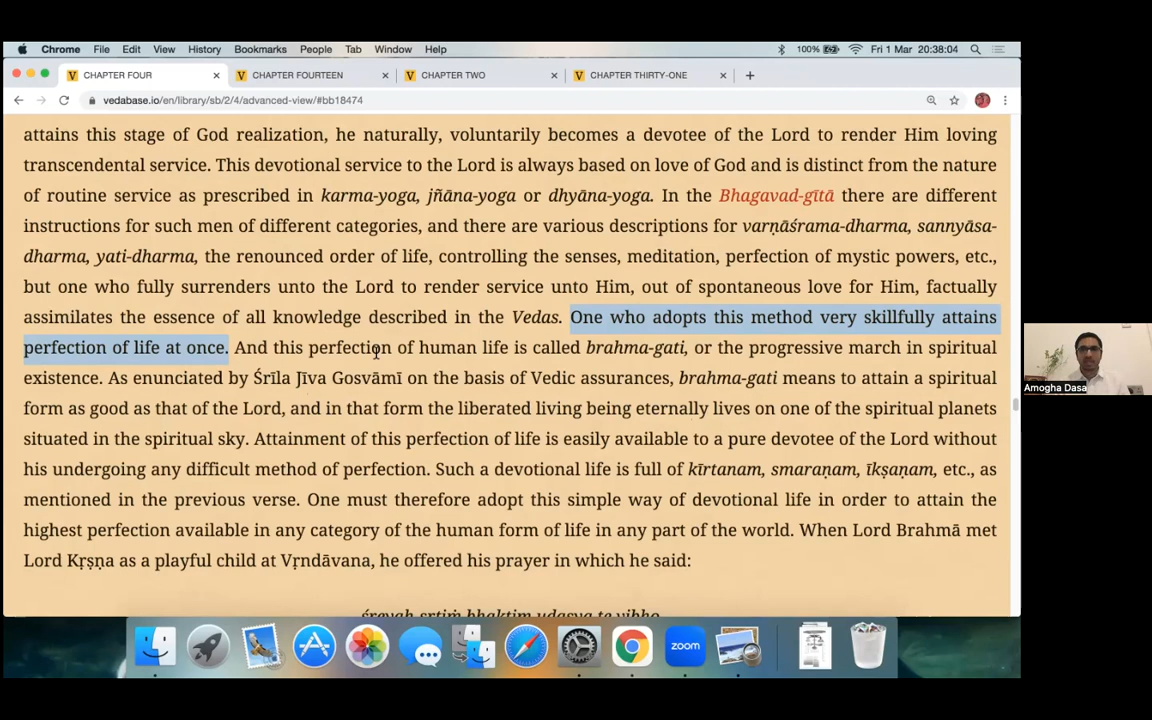 Chrome File Edit View History Bookmarks People Tab Window Help 100% Fri 1 Mar 20:38:04
CHAPTER FOUR CHAPTER FOURTEEN CHAPTER TWO CHAPTER THIRTY-ONE
vedabase.io/en/library/sb/2/4/advanced-view/#bb18474
attains this stage of God realization, he naturally, voluntarily becomes a devotee of the Lord to render Him loving
transcendental service. This devotional service to the Lord is always based on love of God and is distinct from the nature
of routine service as prescribed in karma-yoga, jñāna-yoga or dhyāna-yoga. In the Bhagavad-gītā there are different
instructions for such men of different categories, and there are various descriptions for varṇāśrama-dharma, sannyāsa-
dharma, yati-dharma, the renounced order of life, controlling the senses, meditation, perfection of mystic powers, etc.,
but one who fully surrenders unto the Lord to render service unto Him, out of spontaneous love for Him, factually
assimilates the essence of all knowledge described in the Vedas. One who adopts this method very skillfully attains
perfection of life at once. And this perfection of human life is called brahma-gati, or the progressive march in spiritual
existence. As enunciated by Śrīla Jīva Gosvāmī on the basis of Vedic assurances, brahma-gati means to attain a spiritual
form as good as that of the Lord, and in that form the liberated living being eternally lives on one of the spiritual planets
situated in the spiritual sky. Attainment of this perfection of life is easily available to a pure devotee of the Lord without
his undergoing any difficult method of perfection. Such a devotional life is full of kīrtanam, smaraṇam, īkṣaṇam, etc., as
mentioned in the previous verse. One must therefore adopt this simple way of devotional life in order to attain the
highest perfection available in any category of the human form of life in any part of the world. When Lord Brahmā met
Lord Kṛṣṇa as a playful child at Vṛndāvana, he offered his prayer in which he said:
śreyaḥ-sṛtiṁ bhaktim udasya te vibho
zoom
Amogha Dasa